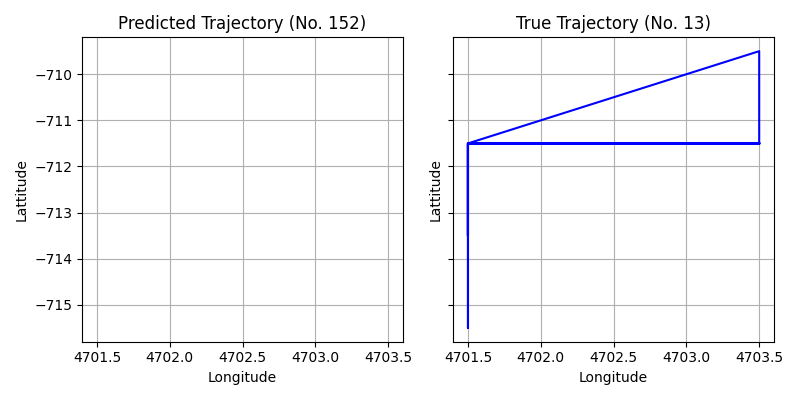 Predicted Trajectory (No. 152)
True Trajectory (No. 13)
Lattitude
−710
−711
−712
−713
−714
−715
4701.5 4702.0 4702.5 4703.0 4703.5
Longitude
Lattitude
4701.5 4702.0 4702.5 4703.0 4703.5
Longitude